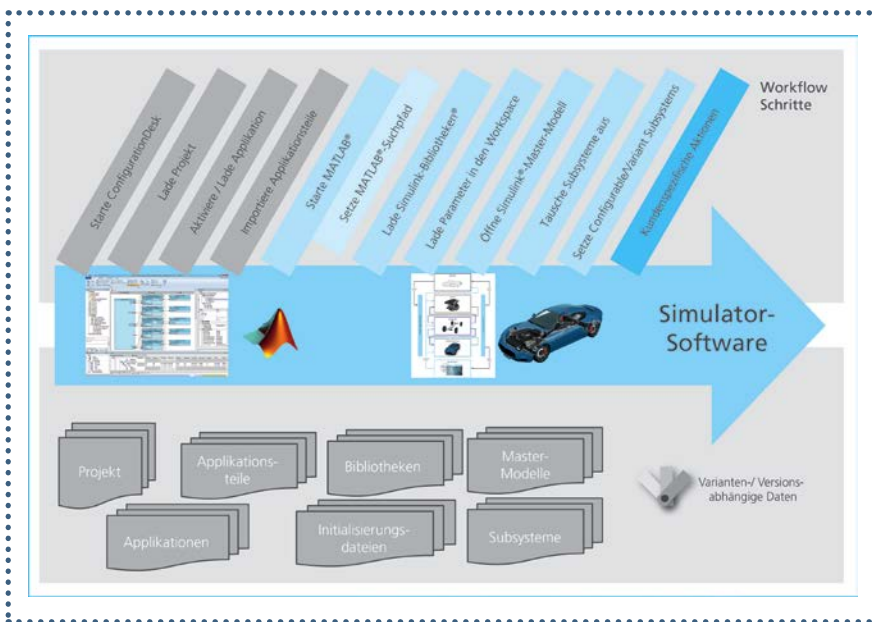 Starte ConfigurationDesk
Lade Projekt
Aktiviere / Lade Applikation
Importiere Applikationsteile
Starte MATLAB®
Setze MATLAB®-Suchpfad
Lade Simulink-Bibliotheken®
Lade Parameter in den Workspace
Öffne Simulink®-Master-Modell
Tausche Subsysteme aus
Setze Configurable/Variant Subsystems
Kundenspezifische Aktionen
Workflow
Schritte
Simulator-
Software
Projekt
Applikations-
teile
Bibliotheken
Master-
Modelle
Applikationen
Initialisierungs-
dateien
Subsysteme
Varianten-/ Versions-
abhängige Daten